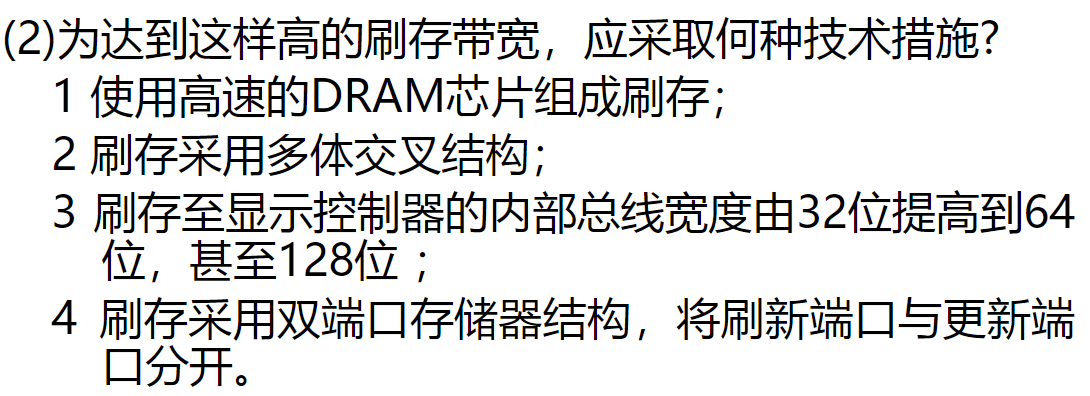 (2)为达到这样高的刷存带宽，应采取何种技术措施?
1 使用高速的DRAM芯片组成刷存；
2 刷存采用多体交叉结构；
3 刷存至显示控制器的内部总线宽度由32位提高到64
位，甚至128位 ；
4 刷存采用双端口存储器结构，将刷新端口与更新端
口分开。